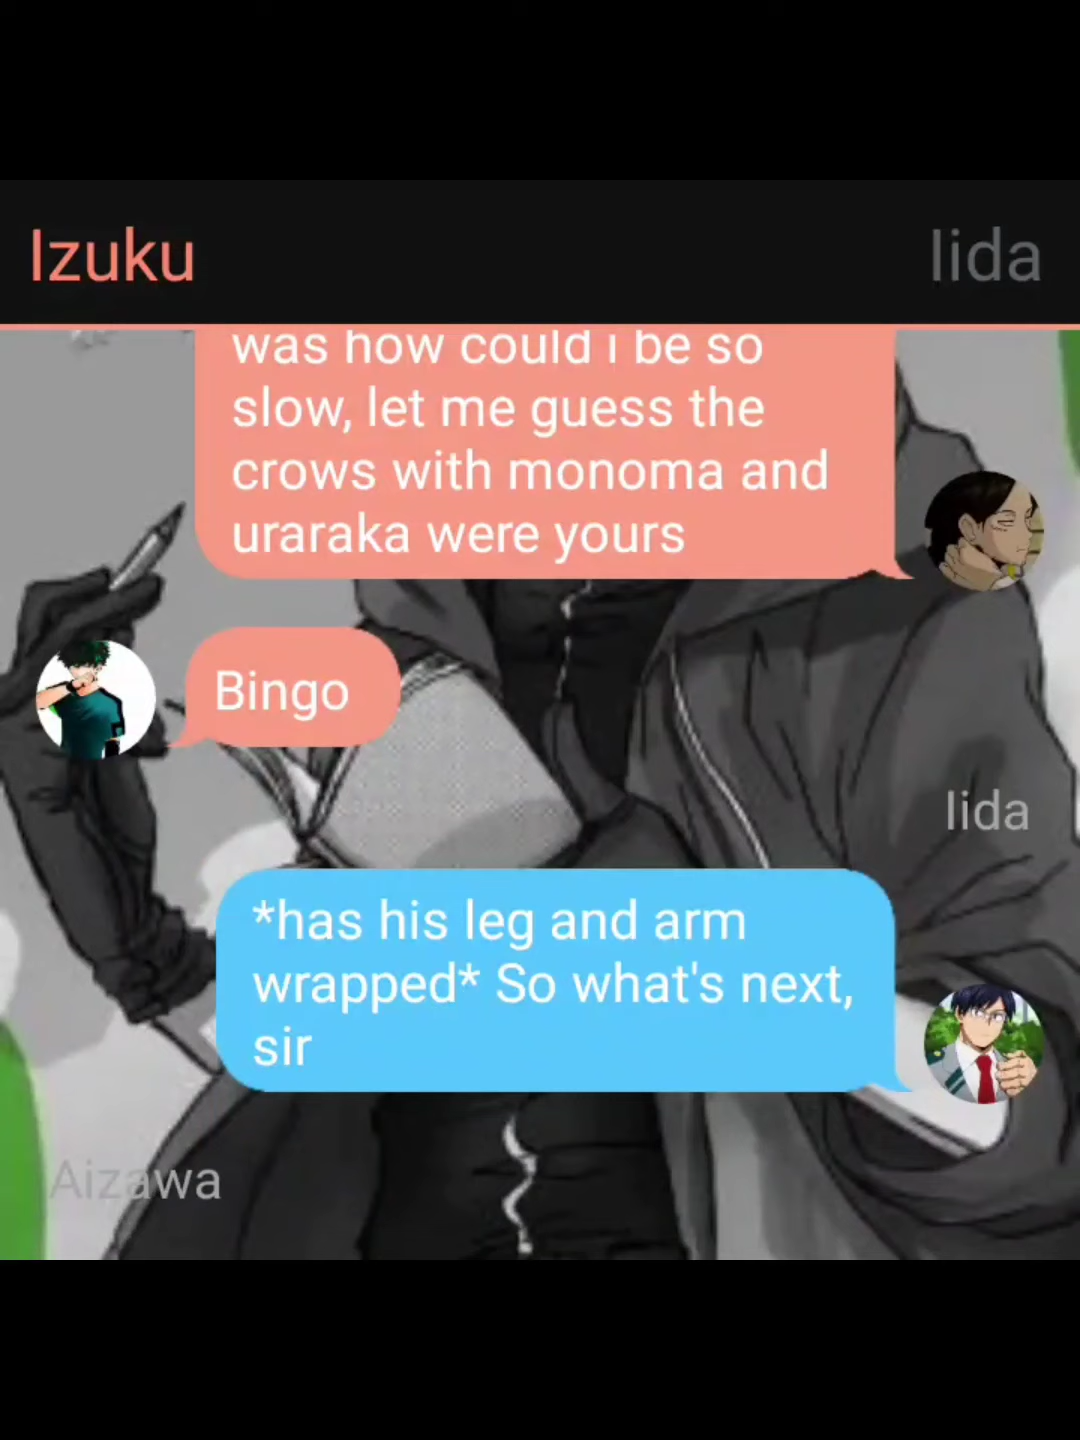 Izuku
Iida
was how could i be so
slow, let me guess the
crows with monoma and
uraraka were yours
Bingo
Iida
*has his leg and arm
wrapped* So what's next,
sir
Aizawa